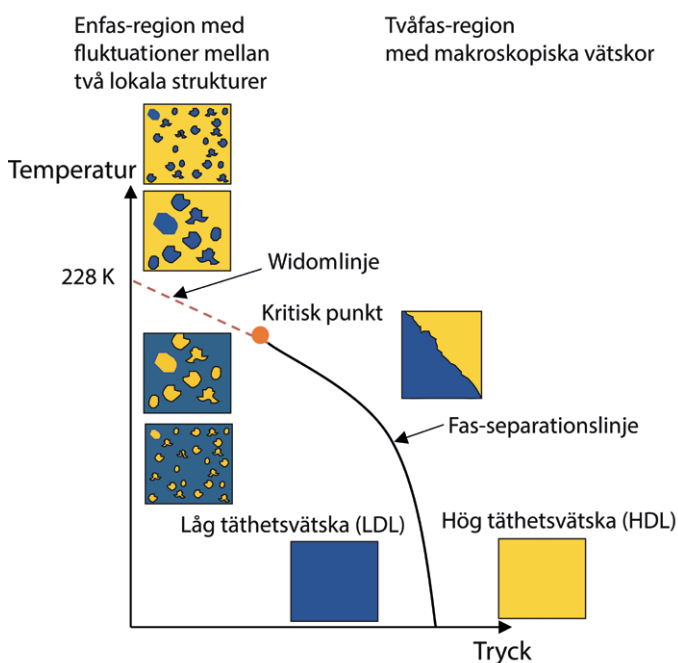 Enfas-region med
fluktuationer mellan
två lokala strukturer
Tvåfas-region
med makroskopiska vätskor
Temperatur
228 K
Widomlinje
Kritisk punkt
Fas-separationslinje
Låg täthetsvätska (LDL)
Hög täthetsvätska (HDL)
Tryck